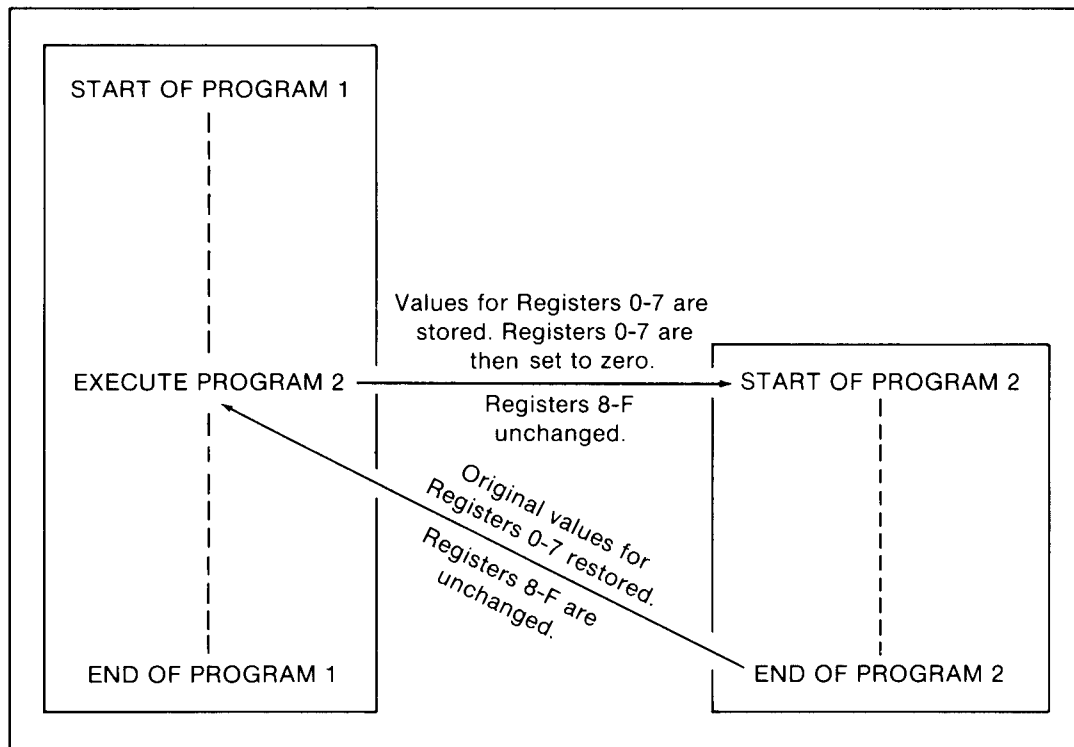 START OF PROGRAM 1
Values for Registers 0-7 are
stored. Registers 0-7 are
then set to zero.
EXECUTE PROGRAM 2
START OF PROGRAM 2
Registers 8-F
unchanged.
Original values for
Registers 0-7 restored.
Registers 8-F are
unchanged.
END OF PROGRAM 1
END OF PROGRAM 2